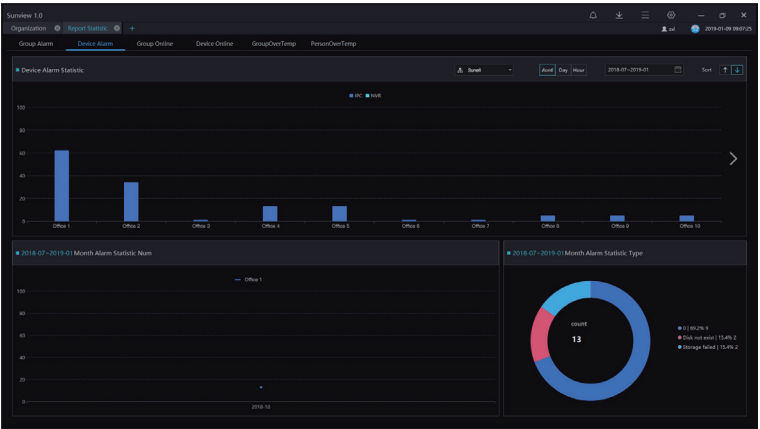 Sunview 1.0
Organization Report Statistic +
zxl 2019-01-09 09:07:25
Group Alarm Device Alarm Group Online Device Online GroupOverTemp PersonOverTemp
Device Alarm Statistic
Sunell
Day Hour
2018-07~2019-01
Sort
IPC NVR
100
80
60
40
20
0
Office 1 Office 2 Office 3 Office 4 Office 5 Office 6 Office 7 Office 8 Office 9 Office 10
2018-07~2019-01 Month Alarm Statistic Num
Office 1
100
80
60
40
20
0
2018-10
2018-07~2019-01 Month Alarm Statistic Type
count
13
0 | 69.2% 9
Disk not exist | 15.4% 2
Storage failed | 15.4% 2